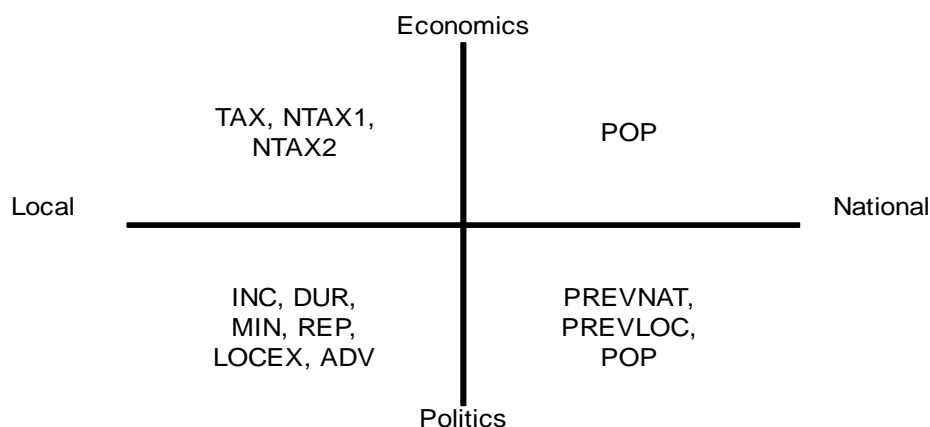 Economics
TAX, NTAX1,
NTAX2
POP
Local
National
INC, DUR,
MIN, REP,
LOCEX, ADV
PREVNAT,
PREVLOC,
POP
Politics